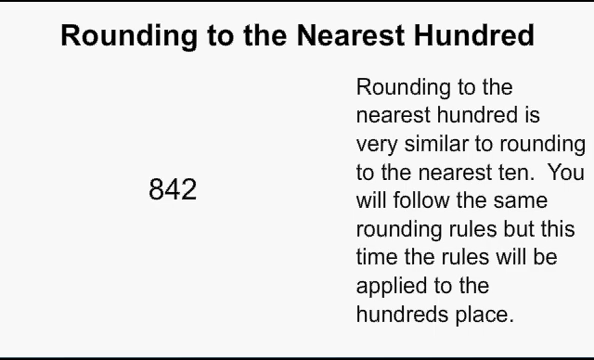 Rounding to the Nearest Hundred
842
Rounding to the
nearest hundred is
very similar to rounding
to the nearest ten.  You
will follow the same
rounding rules but this
time the rules will be
applied to the
hundreds place.